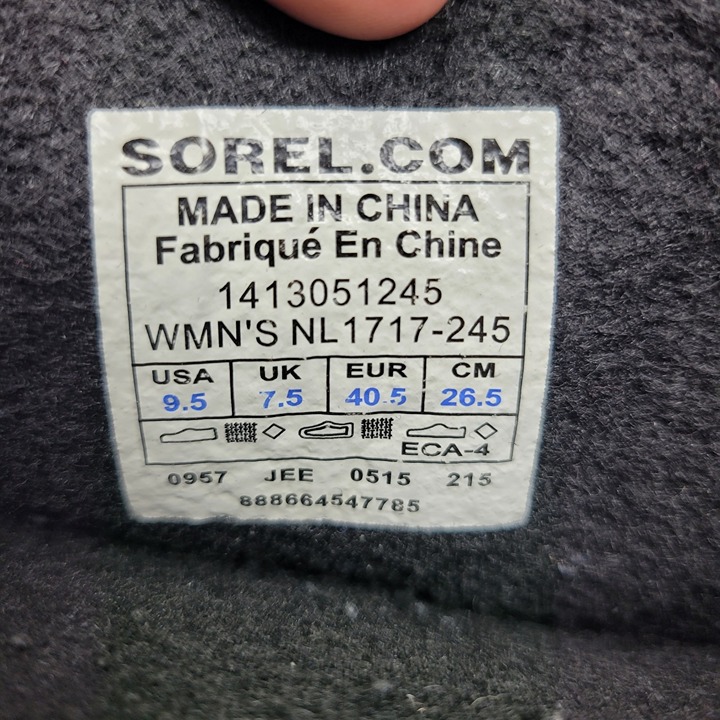 SOREL.COM
MADE IN CHINA
Fabriqué En Chine
1413051245
WMN'S NL1717-245
USA UK EUR CM
9.5 7.5 40.5 26.5
ECA-4
0957 JEE 0515 215
888664547785